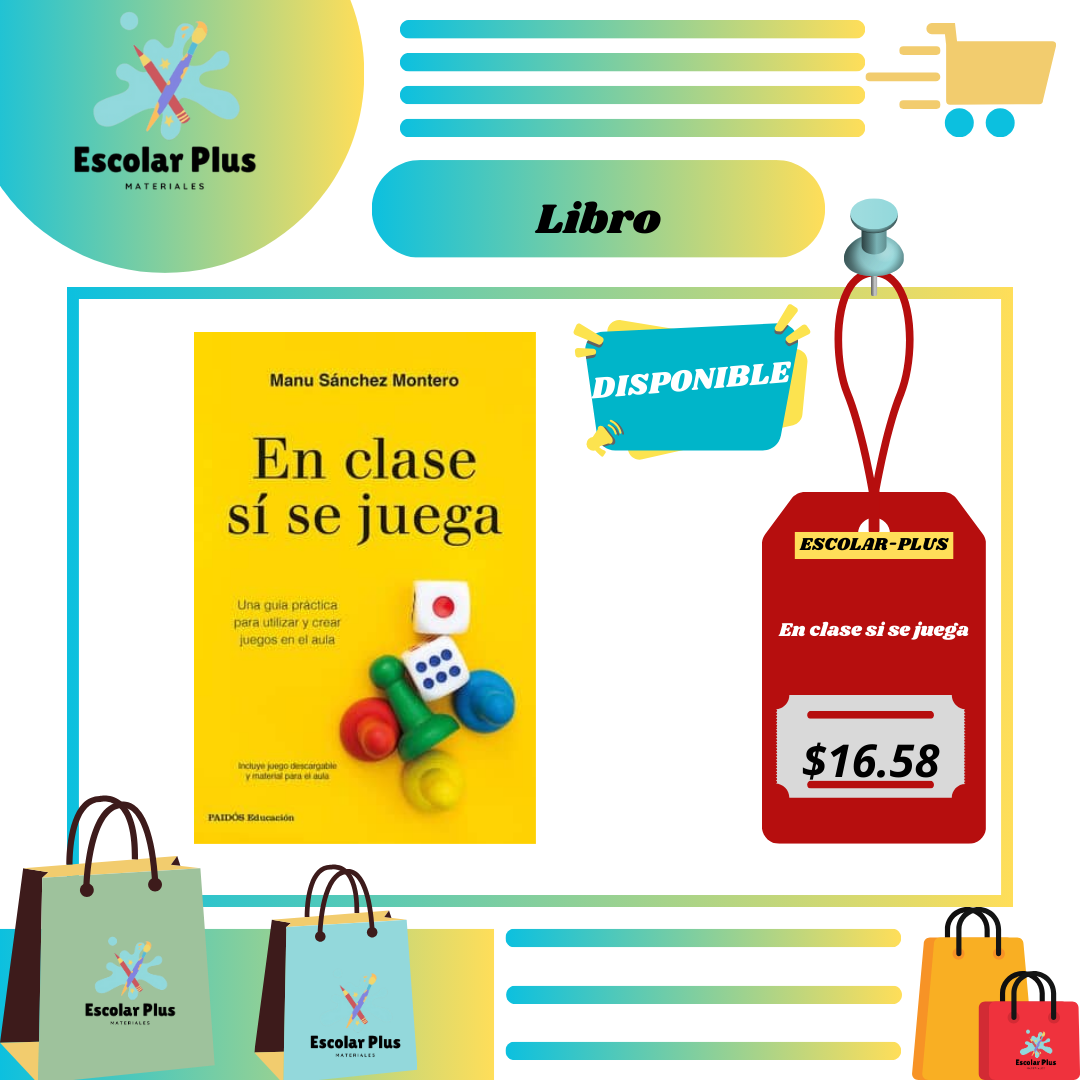 Escolar Plus
MATERIALES
Libro
Manu Sánchez Montero
En clase
sí se juega
Una guía práctica
para utilizar y crear
juegos en el aula
Incluye juego descargable
y material para el aula
PAIDÓS Educación
DISPONIBLE
ESCOLAR-PLUS
En clase si se juega
$16.58
Escolar Plus
MATERIALES
Escolar Plus
MATERIALES
Escolar Plus